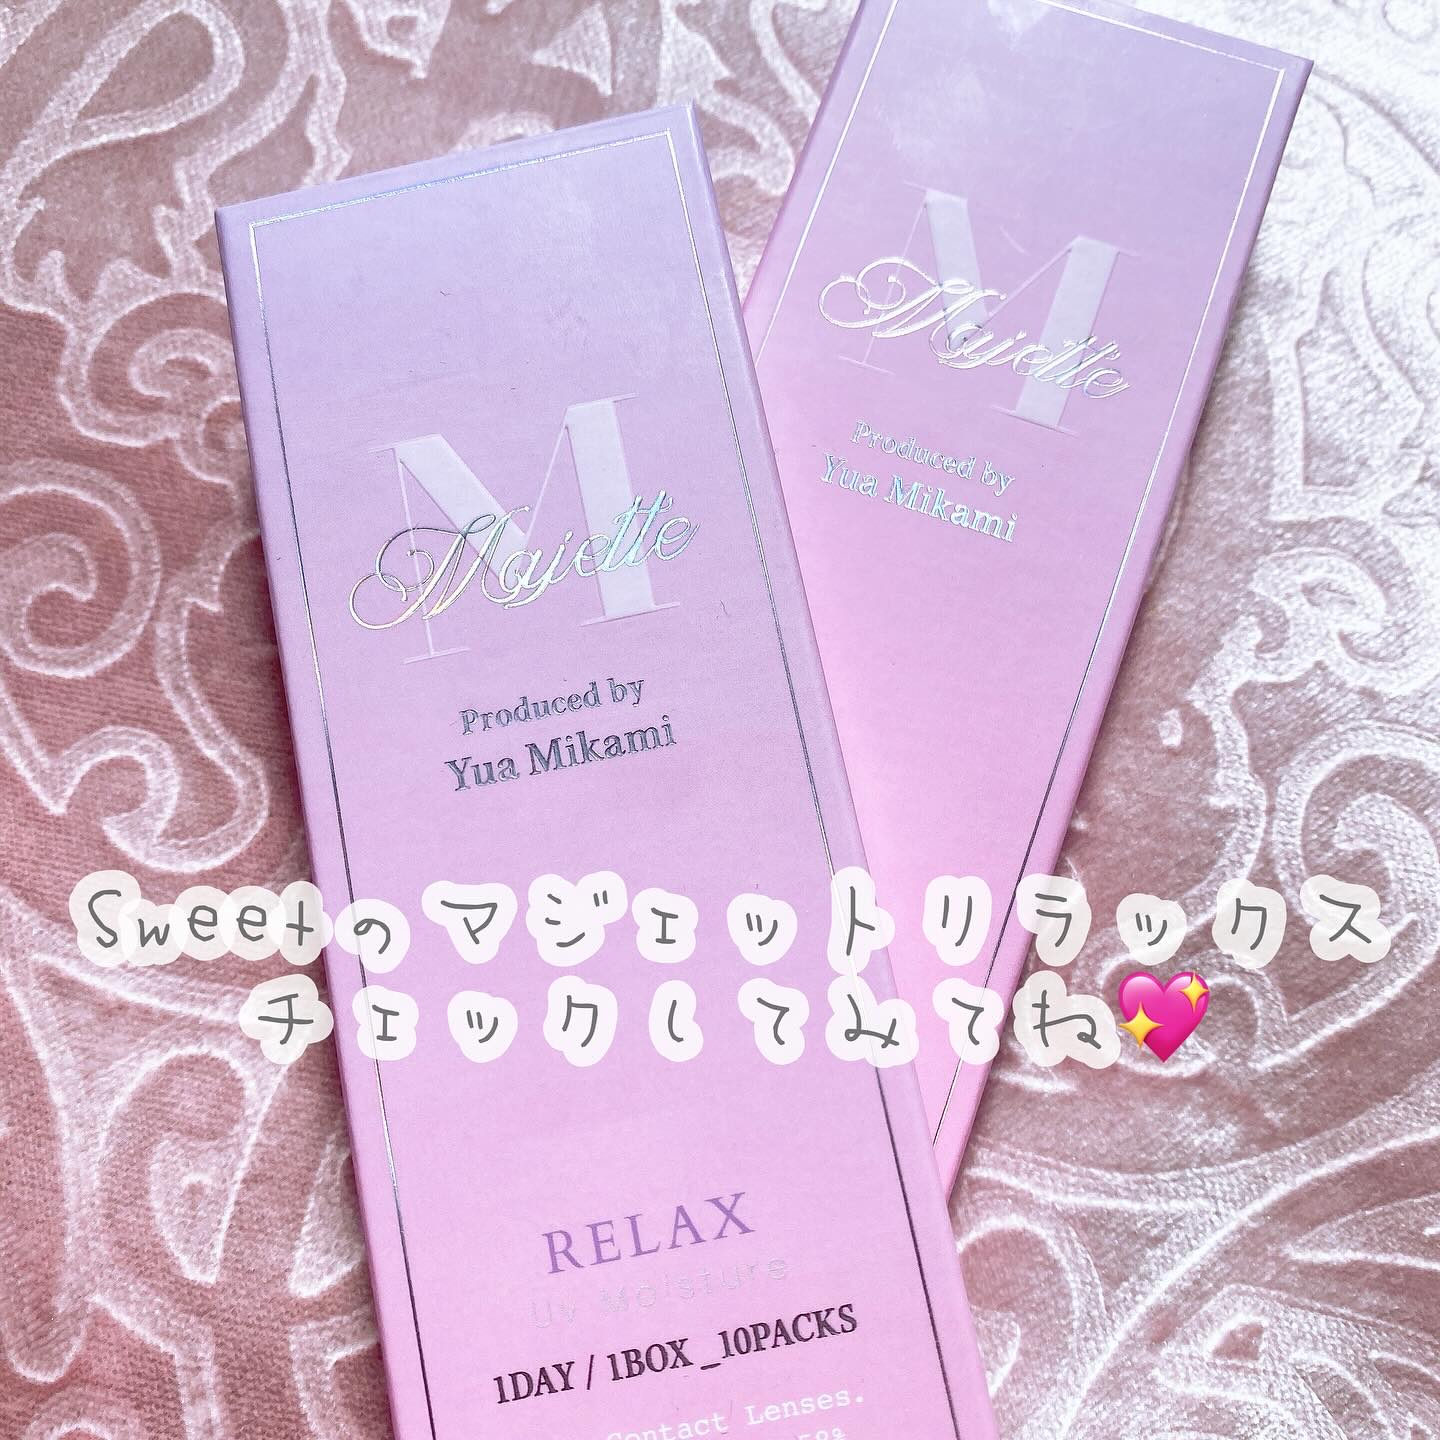 M
Majette
Produced by
Yua Mikami
M
Majette
Produced by
Yua Mikami
Sweetのマジェットリラックス
チェックしてみてね💖
RELAX
Uv Moisture
1DAY / 1BOX_10PACKS
Contact Lenses.